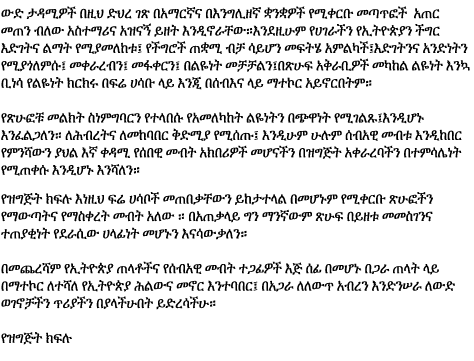 ውድ ታዳሚዎች በዚህ ድህረ ገጽ በአማርኛና በእንግሊዘኛ ቋንቋዎች የሚቀርቡ መጣጥፎች አጠር
መጠን ብለው አስተማሪና አዝናኝ ይዘት እንዲኖራቸው።እንደዚሁም የሀገራችን የኢትዮጵያን ችግር
እድገትና ልማት የሚያመለከቱ፤ የችግሮች ጠቋሚ ብቻ ሳይሆን መፍትሄ አምልካች፤እድገትንና አንድነትን
የሚያጎለምሱ፤ መቀራረብን፤ መፋቀርን፤ በልዩነት መቻቻልን፤በጽሁፍ አቅራቢዎች መካከል ልዩነት እንኳ
ቢነሳ የልዩነት ክርክሩ በፍሬ ሀሳቡ ላይ እንጂ በሰብእና ላይ ማተኮር አይኖርበትም።

የጽሁፎቹ መልክት ስነምግባርን የተላበሱ የአመለካከት ልዩነትን በጭዋነት የሚገልጹ፤እንዲሆኑ
እንፈልጋለን። ለሕብረትና ለመከባበር ቅድሚያ የሚሰጡ፤ እንዲሁም ሁሉም ሰብአዊ መብቱ እንዲከበር
የምንሻውን ያህል እኛ ቀዳሚ የሰበዊ መብት አክበሪዎች መሆናችን በዝግጅት አቀራረባችን በተምሳሌነት
የሚጠቀሱ እንዲሆኑ እንሻለን።

የዝግጅት ክፍሉ እነዚህ ፍሬ ሀሳቦች መጠበቃቸውን ይከታተላል በመሆኑም የሚቀርቡ ጽሁፎችን
የማውጣትና የማስቀረት መብት አለው ። በአጠቃላይ ግን ማንኛውም ጽሁፍ በይዘቱ መመስገንና
ተጠያቂነት የደራሲው ሀላፊነት መሆኑን እናሳውቃለን።

በመጨረሻም የኢትዮጵያ ጠላቶችና የሰብአዊ መብት ተጋፊዎች እጅ ሰፊ በመሆኑ በጋራ ጠላት ላይ
በማተኮር ለተሻለ የኢትዮጵያ ሕልውና መኖር እንተባበር፤ በአጋራ ለለውጥ አብረን እንድንሠራ ለውድ
ወገኖቻችን ጥሪያችን በያላችሁበት ይድረሳችሁ።

የዝግጅት ክፍሉ